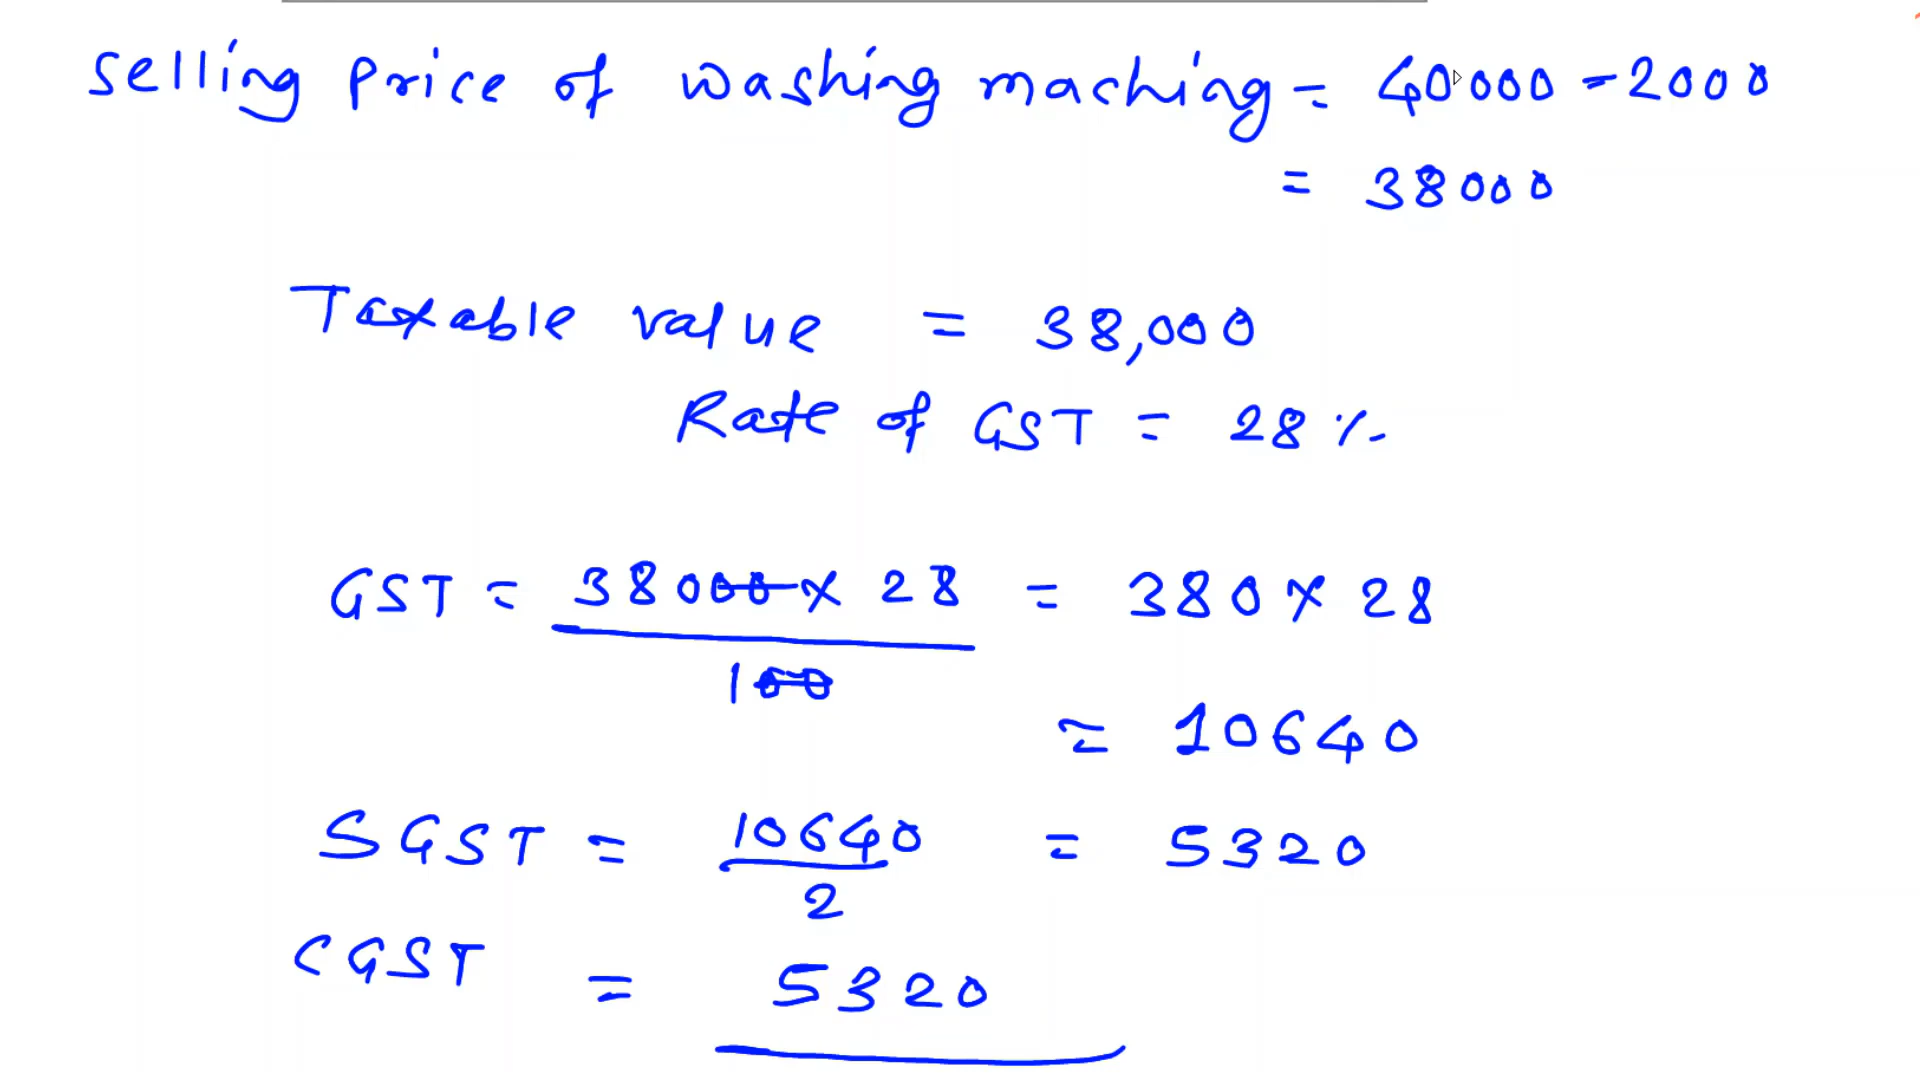 Selling Price of washing maching = 40000 - 2000
= 38000
Taxable value = 38,000
Rate of GST = 28 %
GST = 38000 x 28 = 380 x 28
100
= 10640
SGST = 10640 = 5320
2
CGST = 5320